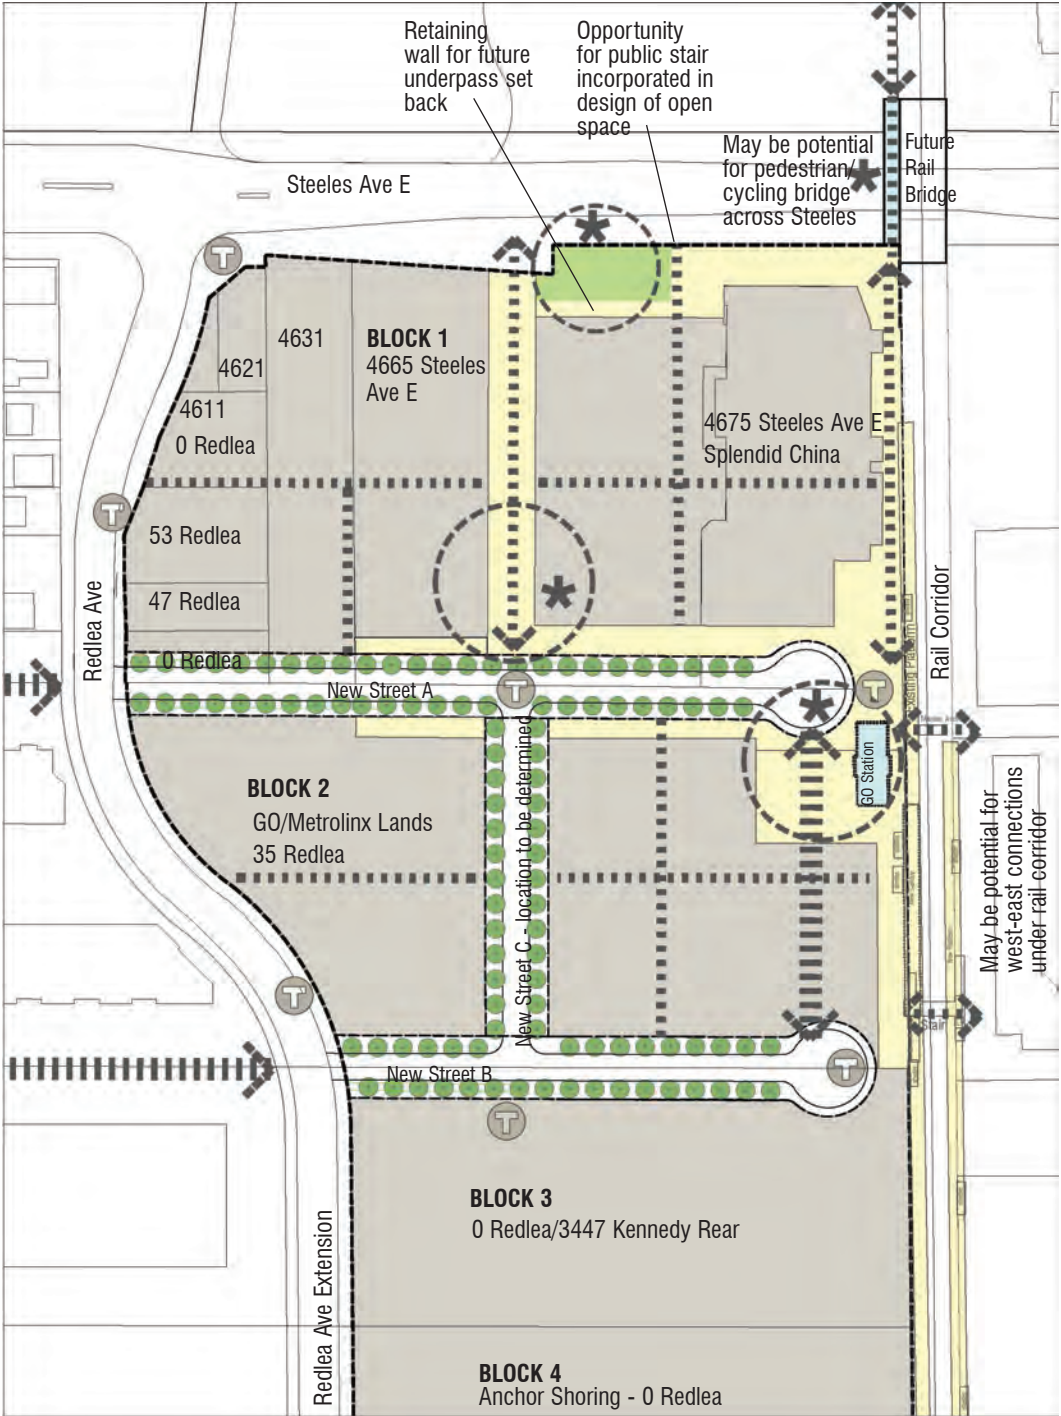 Retaining
wall for future
underpass set
back
Opportunity
for public stair
incorporated in
design of open
space
May be potential
for pedestrian/
cycling bridge
across Steeles
Future
Rail
Bridge
Steeles Ave E
T
4631
4621
4611
0 Redlea
BLOCK 1
4665 Steeles
Ave E
4675 Steeles Ave E
Splendid China
T
53 Redlea
47 Redlea
0 Redlea
Redlea Ave
Rail Corridor
Existing Platform
New Street A
T
T
BLOCK 2
GO/Metrolinx Lands
35 Redlea
New Street C - location to be determined
GO Station
May be potential for
west-east connections
under rail corridor
T
Stair
New Street B
T
T
BLOCK 3
0 Redlea/3447 Kennedy Rear
Redlea Ave Extension
BLOCK 4
Anchor Shoring - 0 Redlea